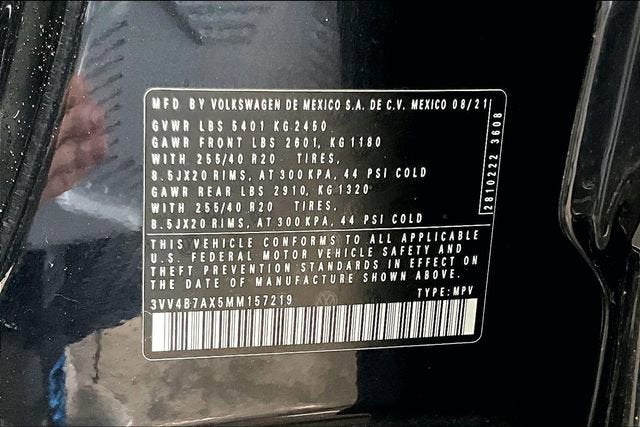 MFD BY VOLKSWAGEN DE MEXICO S.A. DE C.V. MEXICO 08/21
GVWR LBS 5401 KG 2450
GAWR FRONT LBS 2601, KG 1180
WITH 255/40 R20 TIRES,
8.5JX20 RIMS, AT 300 KPA, 44 PSI COLD
GAWR REAR LBS 2910, KG 1320
WITH 255/40 R20 TIRES,
8.5JX20 RIMS, AT 300 KPA, 44 PSI COLD
2810222 3608
THIS VEHICLE CONFORMS TO ALL APPLICABLE
U.S. FEDERAL MOTOR VEHICLE SAFETY AND
THEFT PREVENTION STANDARDS IN EFFECT ON
THE DATE OF MANUFACTURE SHOWN ABOVE.
3VV4B7AX5MM157219 TYPE: MPV